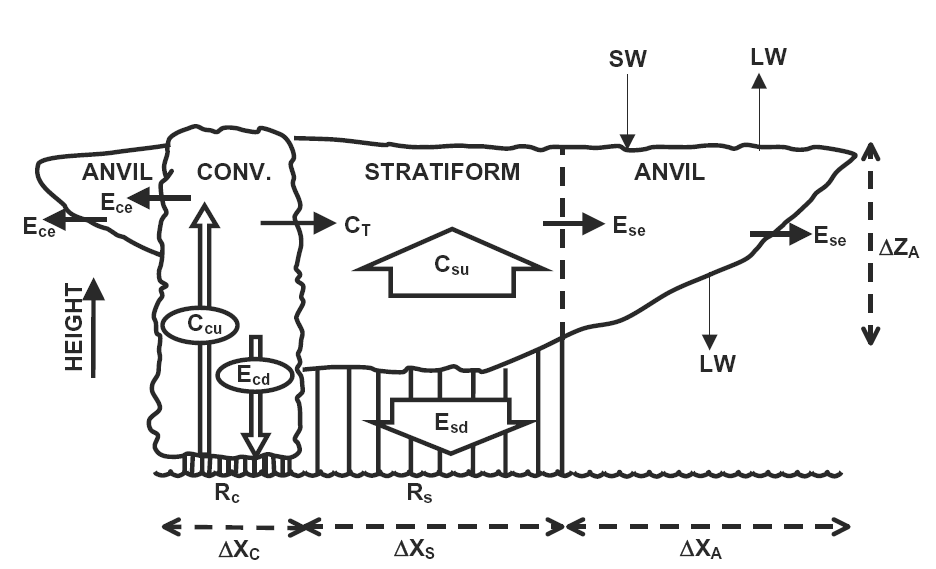 SW LW
ANVIL CONV. STRATIFORM ANVIL
Ece
Ece CT Ese Ese
ΔZA
Csu
HEIGHT
Ccu
LW
Ecd
Esd
Rc Rs
ΔXC ΔXS ΔXA